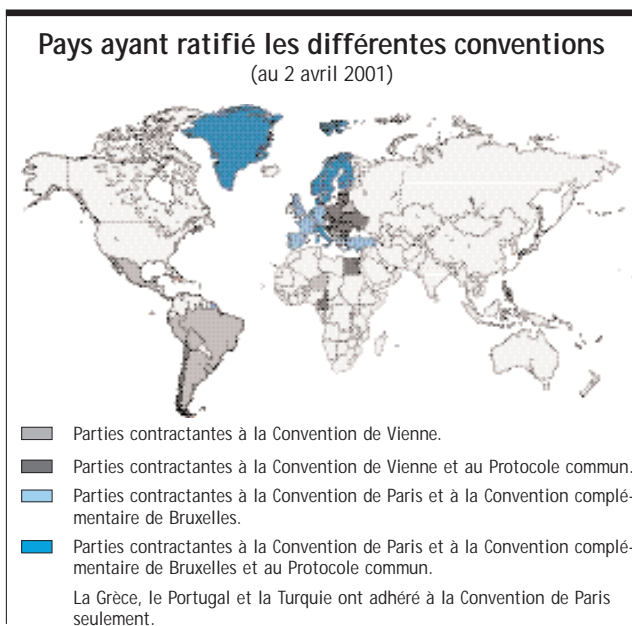 Pays ayant ratifié les différentes conventions
(au 2 avril 2001)
Parties contractantes à la Convention de Vienne.
Parties contractantes à la Convention de Vienne et au Protocole commun.
Parties contractantes à la Convention de Paris et à la Convention complé-
mentaire de Bruxelles.
Parties contractantes à la Convention de Paris et à la Convention complé-
mentaire de Bruxelles et au Protocole commun.
La Grèce, le Portugal et la Turquie ont adhéré à la Convention de Paris
seulement.